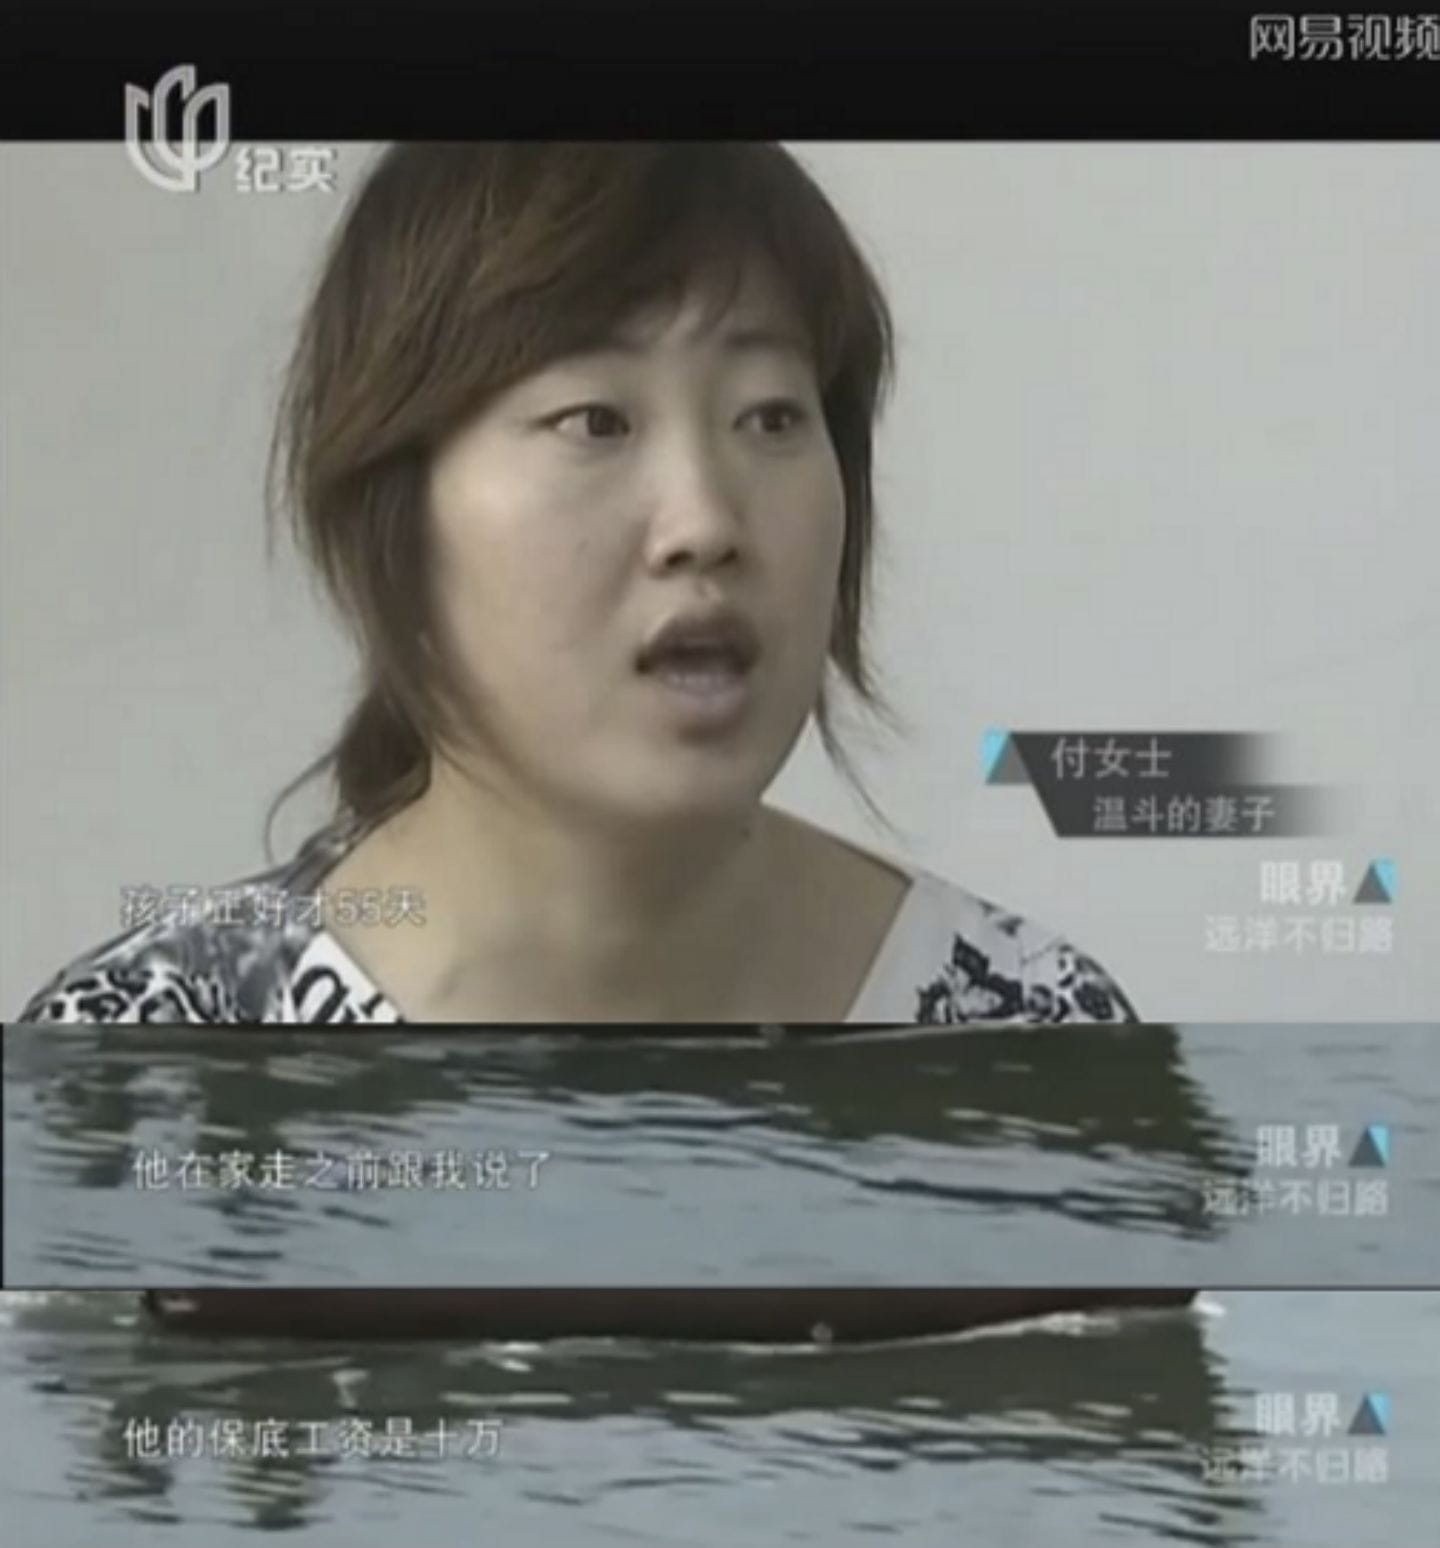 网易视频
纪实
付女士
温斗的妻子
眼界
远洋不归路
孩子正好才55天
他在家走之前跟我说了
眼界
远洋不归路
他的保底工资是十万
眼界
远洋不归路